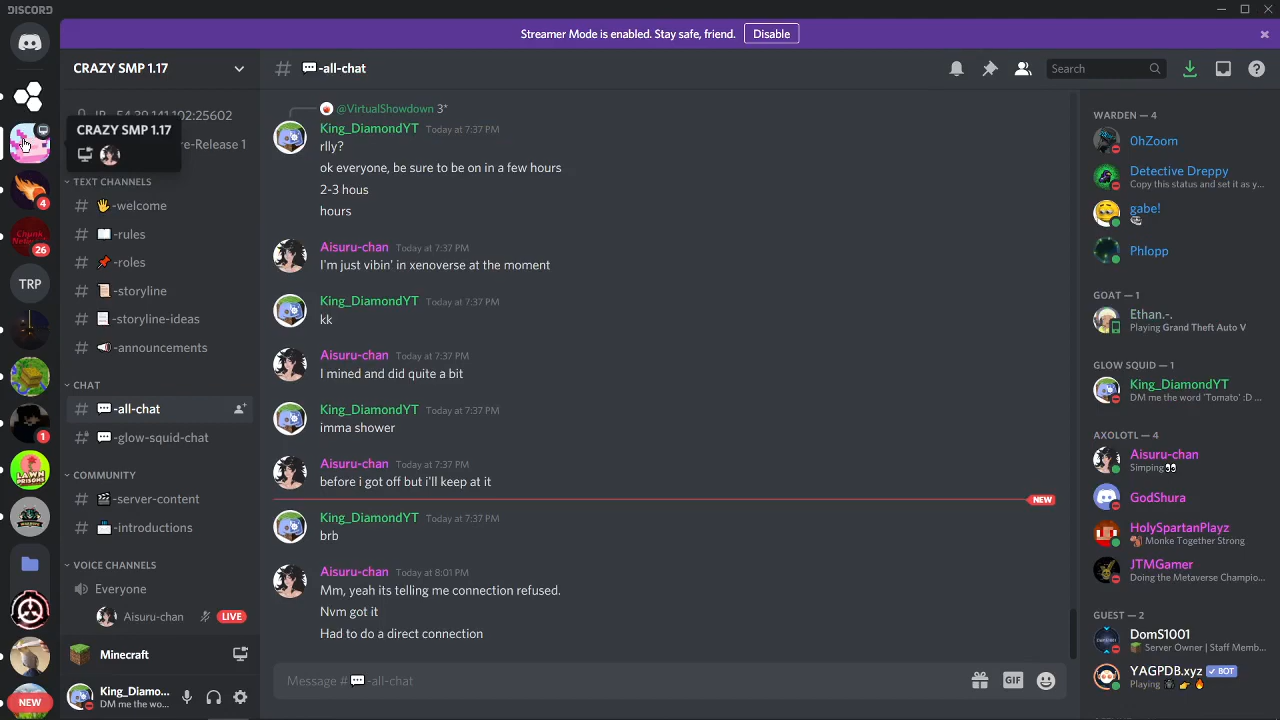 DISCORD
Streamer Mode is enabled. Stay safe, friend.
Disable
CRAZY SMP 1.17
# 💬-all-chat
Search
IP - 54.39.141.102:25602
re-Release 1
CRAZY SMP 1.17
TEXT CHANNELS
# 👋-welcome
# 📖-rules
# 📌-roles
# 📜-storyline
# 📃-storyline-ideas
# 📢-announcements
CHAT
# 💬-all-chat
# 💬-glow-squid-chat
COMMUNITY
# 🎬-server-content
# 📇-introductions
VOICE CHANNELS
Everyone
Aisuru-chan LIVE
Minecraft
King_Diamo...
DM me the wo...
4
26
TRP
1
LAWN
PRISONS
NEW
@VirtualShowdown 3*
King_DiamondYT Today at 7:37 PM
rlly?
ok everyone, be sure to be on in a few hours
2-3 hous
hours
Aisuru-chan Today at 7:37 PM
I'm just vibin' in xenoverse at the moment
King_DiamondYT Today at 7:37 PM
kk
Aisuru-chan Today at 7:37 PM
I mined and did quite a bit
King_DiamondYT Today at 7:37 PM
imma shower
Aisuru-chan Today at 7:37 PM
before i got off but i'll keep at it
NEW
King_DiamondYT Today at 7:37 PM
brb
Aisuru-chan Today at 8:01 PM
Mm, yeah its telling me connection refused.
Nvm got it
Had to do a direct connection
Message # 💬-all-chat
GIF
WARDEN — 4
0hZoom
Detective Dreppy
Copy this status and set it as y...
gabe!
Phlopp
GOAT — 1
Ethan.-.
Playing Grand Theft Auto V
GLOW SQUID — 1
King_DiamondYT
DM me the word 'Tomato' :D ...
AXOLOTL — 4
Aisuru-chan
Simping👀
GodShura
HolySpartanPlayz
🐒 Monke Together Strong
JTMGamer
Doing the Metaverse Champio...
GUEST — 2
DomS1001
Server Owner | Staff Memb...
YAGPDB.xyz ✓ BOT
Playing 🕷 👉 🔥